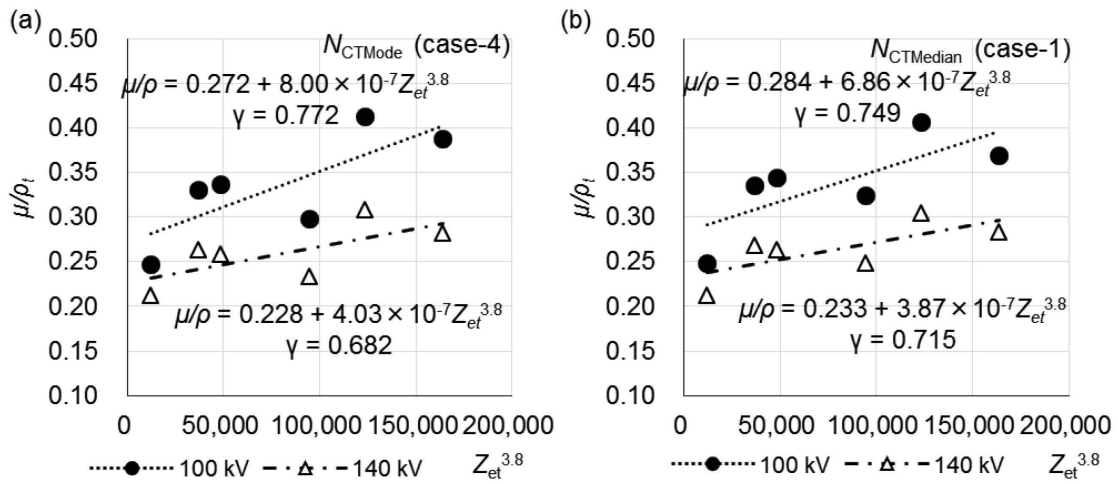 (a)
N_CTMode (case-4)
μ/ρ = 0.272 + 8.00 × 10^-7 Z_et^3.8
γ = 0.772
μ/ρ = 0.228 + 4.03 × 10^-7 Z_et^3.8
γ = 0.682
μ/ρ_t
0.50
0.45
0.40
0.35
0.30
0.25
0.20
0.15
0.10
0 50,000 100,000 150,000 200,000
100 kV 140 kV Z_et^3.8
(b)
N_CTMedian (case-1)
μ/ρ = 0.284 + 6.86 × 10^-7 Z_et^3.8
γ = 0.749
μ/ρ = 0.233 + 3.87 × 10^-7 Z_et^3.8
γ = 0.715
μ/ρ_t
0.50
0.45
0.40
0.35
0.30
0.25
0.20
0.15
0.10
0 50,000 100,000 150,000 200,000
100 kV 140 kV Z_et^3.8